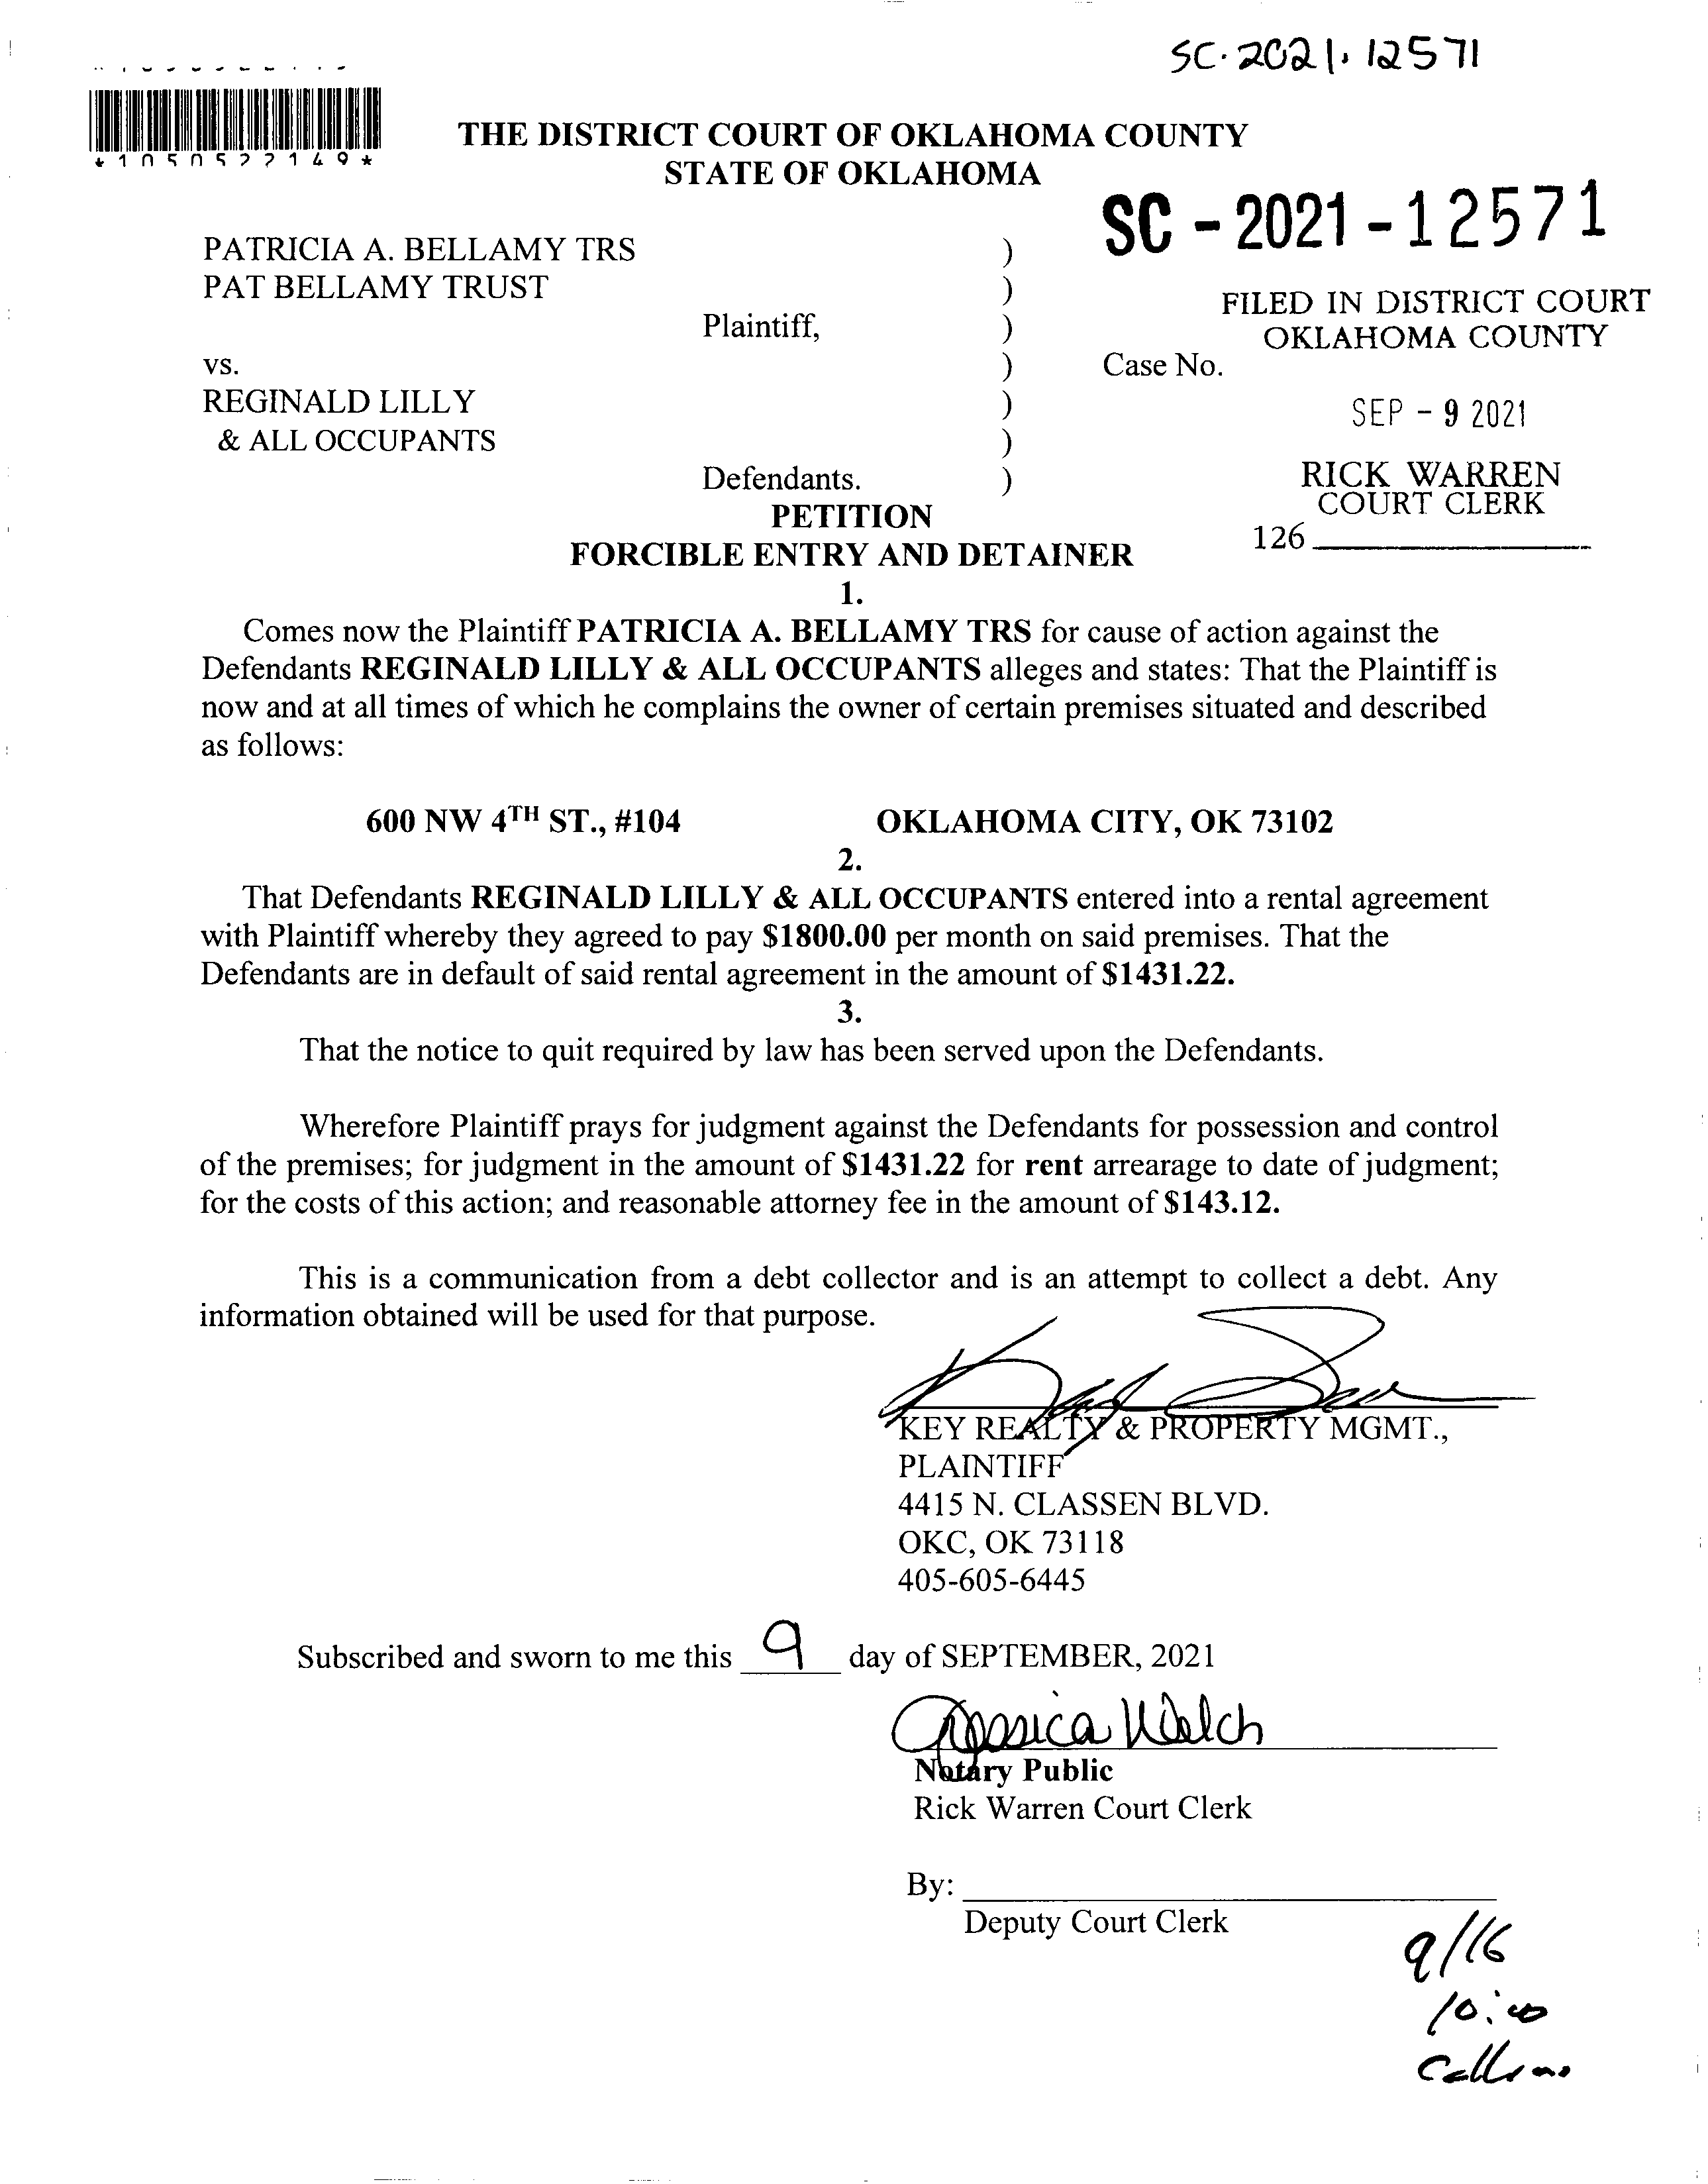 SC-2021-12571
*1050522149*
THE DISTRICT COURT OF OKLAHOMA COUNTY
STATE OF OKLAHOMA
SC - 2021 - 12571
PATRICIA A. BELLAMY TRS )
PAT BELLAMY TRUST )
FILED IN DISTRICT COURT
OKLAHOMA COUNTY
Plaintiff, )
vs. ) Case No.
REGINALD LILLY )
SEP - 9 2021
& ALL OCCUPANTS )
Defendants. )
RICK WARREN
COURT CLERK
126
PETITION
FORCIBLE ENTRY AND DETAINER
1.
Comes now the Plaintiff PATRICIA A. BELLAMY TRS for cause of action against the
Defendants REGINALD LILLY & ALL OCCUPANTS alleges and states: That the Plaintiff is
now and at all times of which he complains the owner of certain premises situated and described
as follows:
600 NW 4TH ST., #104 OKLAHOMA CITY, OK 73102
2.
That Defendants REGINALD LILLY & ALL OCCUPANTS entered into a rental agreement
with Plaintiff whereby they agreed to pay $1800.00 per month on said premises. That the
Defendants are in default of said rental agreement in the amount of $1431.22.
3.
That the notice to quit required by law has been served upon the Defendants.
Wherefore Plaintiff prays for judgment against the Defendants for possession and control
of the premises; for judgment in the amount of $1431.22 for rent arrearage to date of judgment;
for the costs of this action; and reasonable attorney fee in the amount of $143.12.
This is a communication from a debt collector and is an attempt to collect a debt. Any
information obtained will be used for that purpose.
KEY REALTY & PROPERTY MGMT.,
PLAINTIFF
4415 N. CLASSEN BLVD.
OKC, OK 73118
405-605-6445
Subscribed and sworn to me this 9 day of SEPTEMBER, 2021
Jessica Welch
Notary Public
Rick Warren Court Clerk
By:
Deputy Court Clerk
9/16
10:00